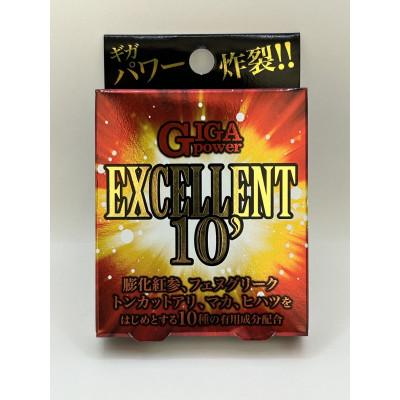 ギガ
パワー 炸裂!!
GIGA
power
EXCELLENT
10'
膨化紅参、フェヌグリーク
トンカットアリ、マカ、ヒハツを
はじめとする10種の有用成分配合